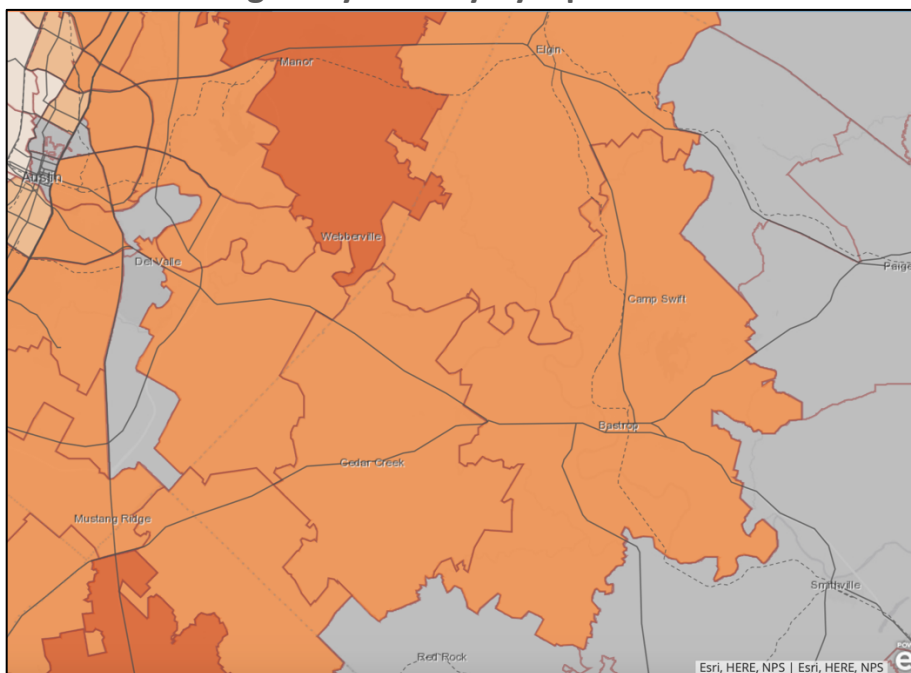 Elgin
Manor
Austin
Webberville
Del Valle
Paige
Camp Swift
Bastrop
Cedar Creek
Mustang Ridge
Smithville
Red Rock
Esri, HERE, NPS | Esri, HERE, NPS